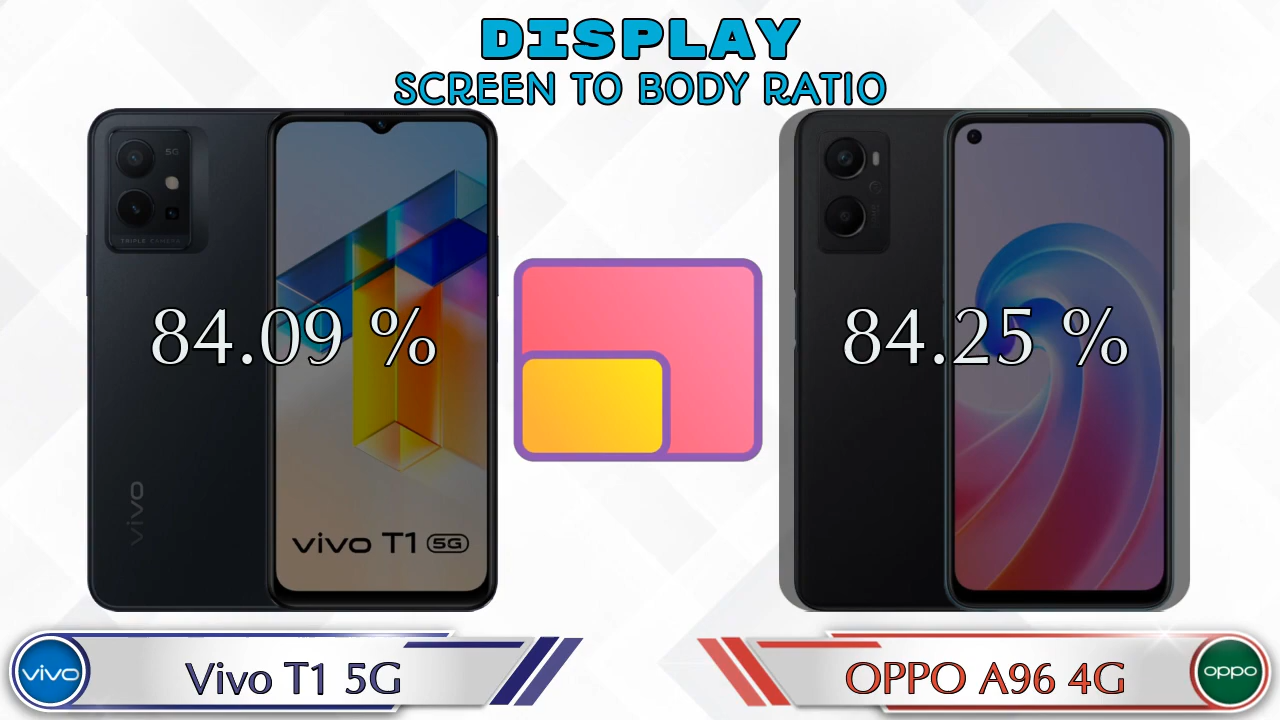 DISPLAY
SCREEN TO BODY RATIO
5G
TRIPLE CAMERA
84.09 %
84.25 %
vivo
vivo T1 5G
vivo
Vivo T1 5G
OPPO A96 4G
oppo